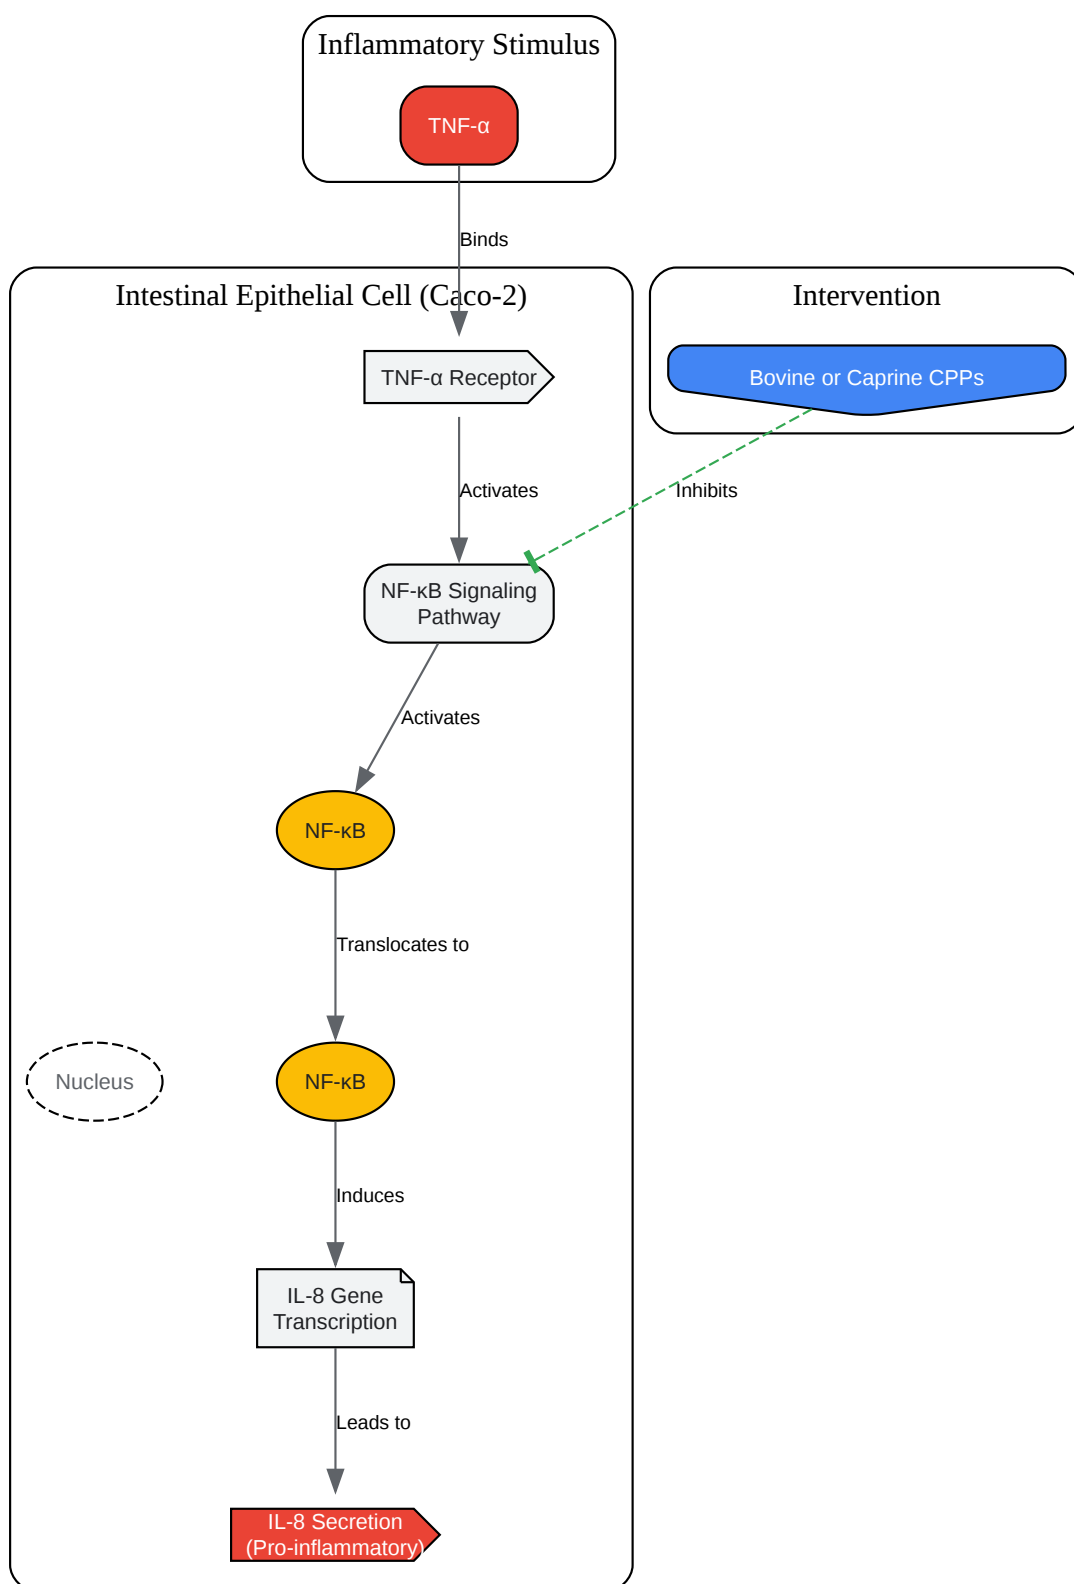 Inflammatory Stimulus
TNF-α
Binds
Intestinal Epithelial Cell (Caco-2)
Intervention
TNF-α Receptor
Bovine or Caprine CPPs
Activates
Inhibits
NF-κB Signaling
Pathway
Activates
NF-κB
Translocates to
Nucleus
NF-κB
Induces
IL-8 Gene
Transcription
Leads to
IL-8 Secretion
(Pro-inflammatory)